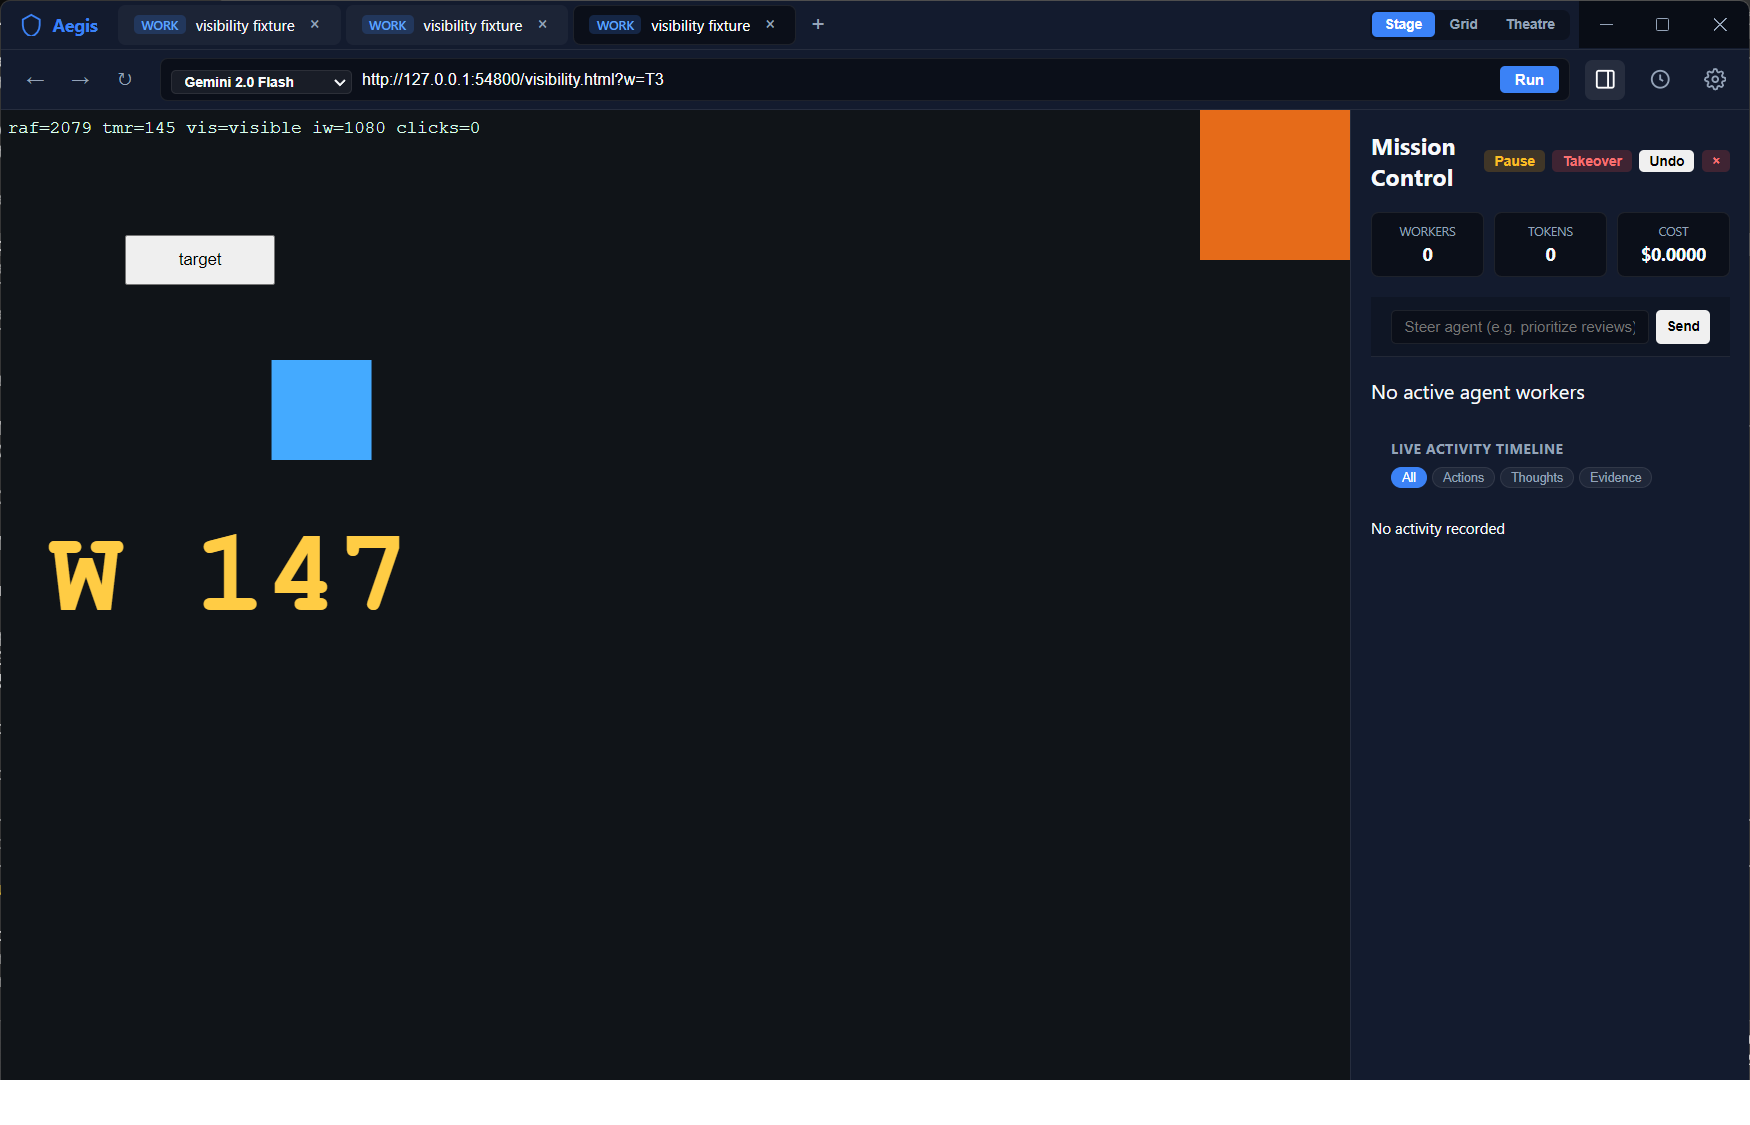 Aegis WORK visibility fixture × WORK visibility fixture × WORK visibility fixture × + Stage Grid Theatre
Gemini 2.0 Flash http://127.0.0.1:54800/visibility.html?w=T3 Run
raf=2079 tmr=145 vis=visible iw=1080 clicks=0
target
W 147
Mission Control
Pause Takeover Undo ×
WORKERS TOKENS COST
0 0 $0.0000
Steer agent (e.g. prioritize reviews) Send
No active agent workers
LIVE ACTIVITY TIMELINE
All Actions Thoughts Evidence
No activity recorded